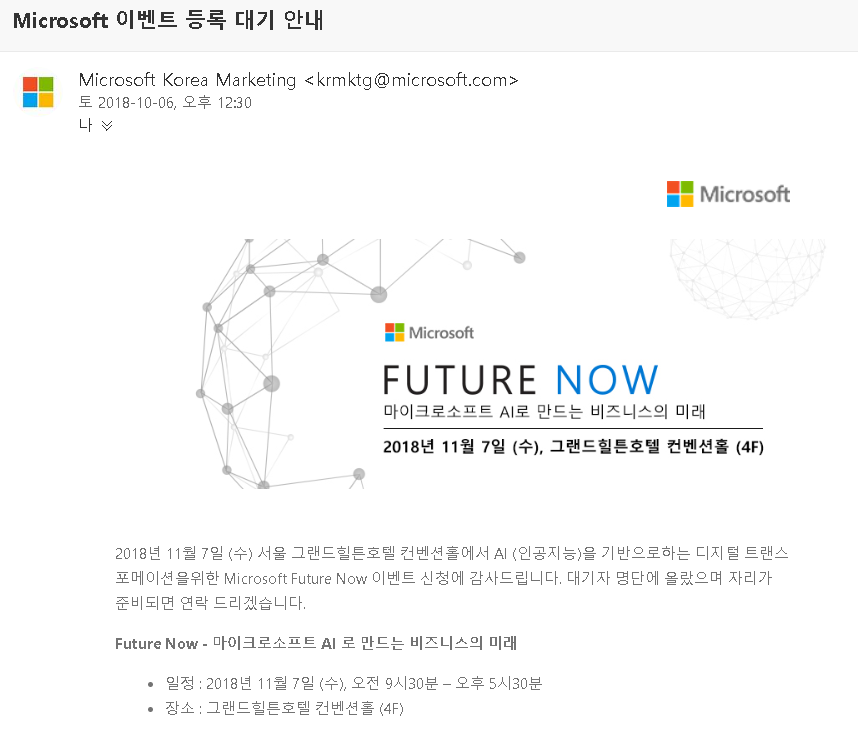 Microsoft 이벤트 등록 대기 안내
Microsoft Korea Marketing <krmktg@microsoft.com>
토 2018-10-06, 오후 12:30
나
Microsoft
Microsoft
FUTURE NOW
마이크로소프트 AI로 만드는 비즈니스의 미래
2018년 11월 7일 (수), 그랜드힐튼호텔 컨벤션홀 (4F)
2018년 11월 7일 (수) 서울 그랜드힐튼호텔 컨벤션홀에서 AI (인공지능)을 기반으로하는 디지털 트랜스
포메이션을위한 Microsoft Future Now 이벤트 신청에 감사드립니다. 대기자 명단에 올랐으며 자리가
준비되면 연락 드리겠습니다.
Future Now - 마이크로소프트 AI 로 만드는 비즈니스의 미래
• 일정 : 2018년 11월 7일 (수), 오전 9시30분 – 오후 5시30분
• 장소 : 그랜드힐튼호텔 컨벤션홀 (4F)